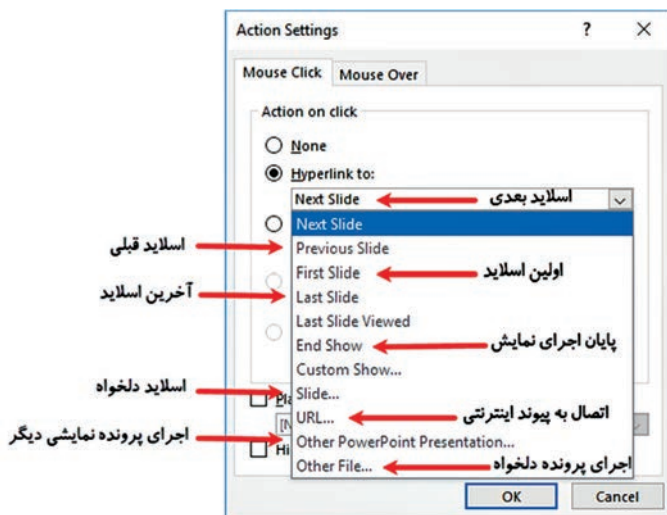 Action Settings ? ×
Mouse Click Mouse Over
Action on click
None
Hyperlink to:
Next Slide اسلاید بعدی
Next Slide
اسلاید قبلی Previous Slide
First Slide اولین اسلاید
آخرین اسلاید Last Slide
Last Slide Viewed
End Show پایان اجرای نمایش
Custom Show...
اسلاید دلخواه Slide...
URL... اتصال به پیوند اینترنتی
اجرای پرونده نمایشی دیگر Other PowerPoint Presentation...
Other File... اجرای پرونده دلخواه
OK Cancel